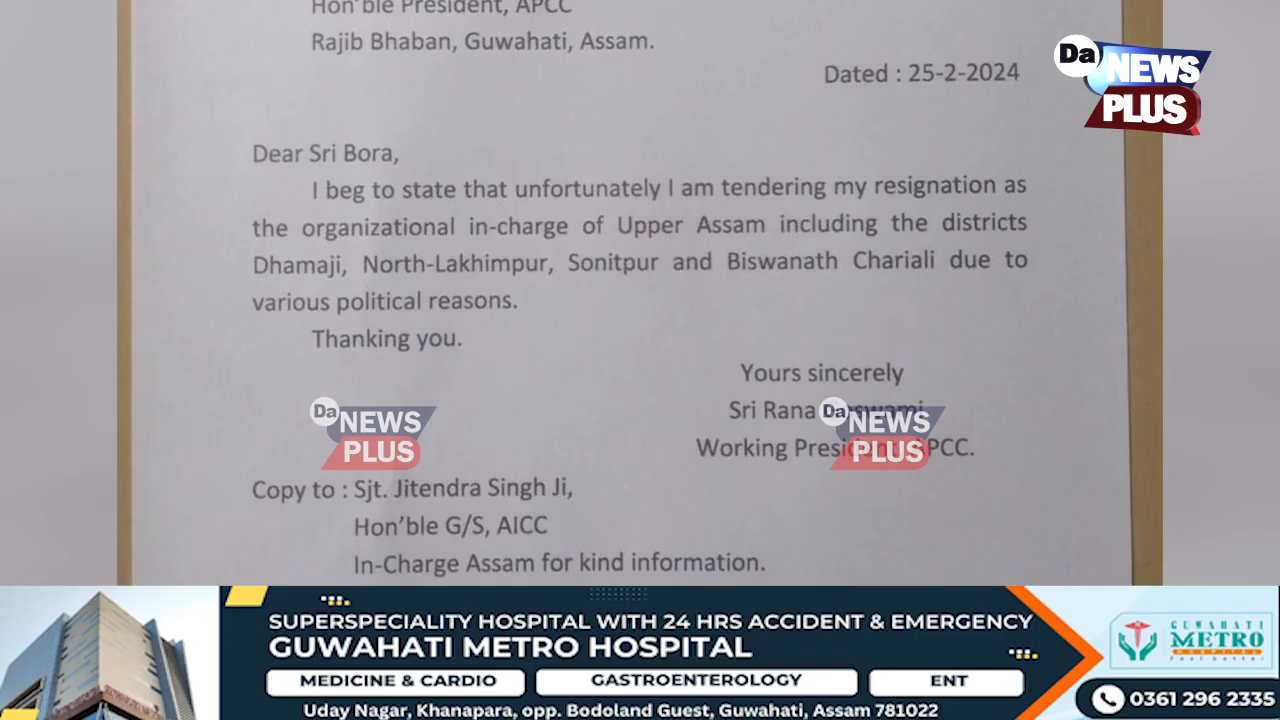 Hon'ble President, APCC
Rajib Bhaban, Guwahati, Assam.
Dated : 25-2-2024
Da
NEWS
PLUS
Dear Sri Bora,
I beg to state that unfortunately I am tendering my resignation as
the organizational in-charge of Upper Assam including the districts
Dhamaji, North-Lakhimpur, Sonitpur and Biswanath Chariali due to
various political reasons.
Thanking you.
Yours sincerely
Sri Rana
Working President APCC.
Da
NEWS
PLUS
Da
NEWS
PLUS
Copy to : Sjt. Jitendra Singh Ji,
Hon'ble G/S, AICC
In-Charge Assam for kind information.
SUPERSPECIALITY HOSPITAL WITH 24 HRS ACCIDENT & EMERGENCY
GUWAHATI METRO HOSPITAL
MEDICINE & CARDIO
GASTROENTEROLOGY
ENT
Uday Nagar, Khanapara, opp. Bodoland Guest, Guwahati, Assam 781022
GUWAHATI
METRO
HOSPITAL
0361 296 2335